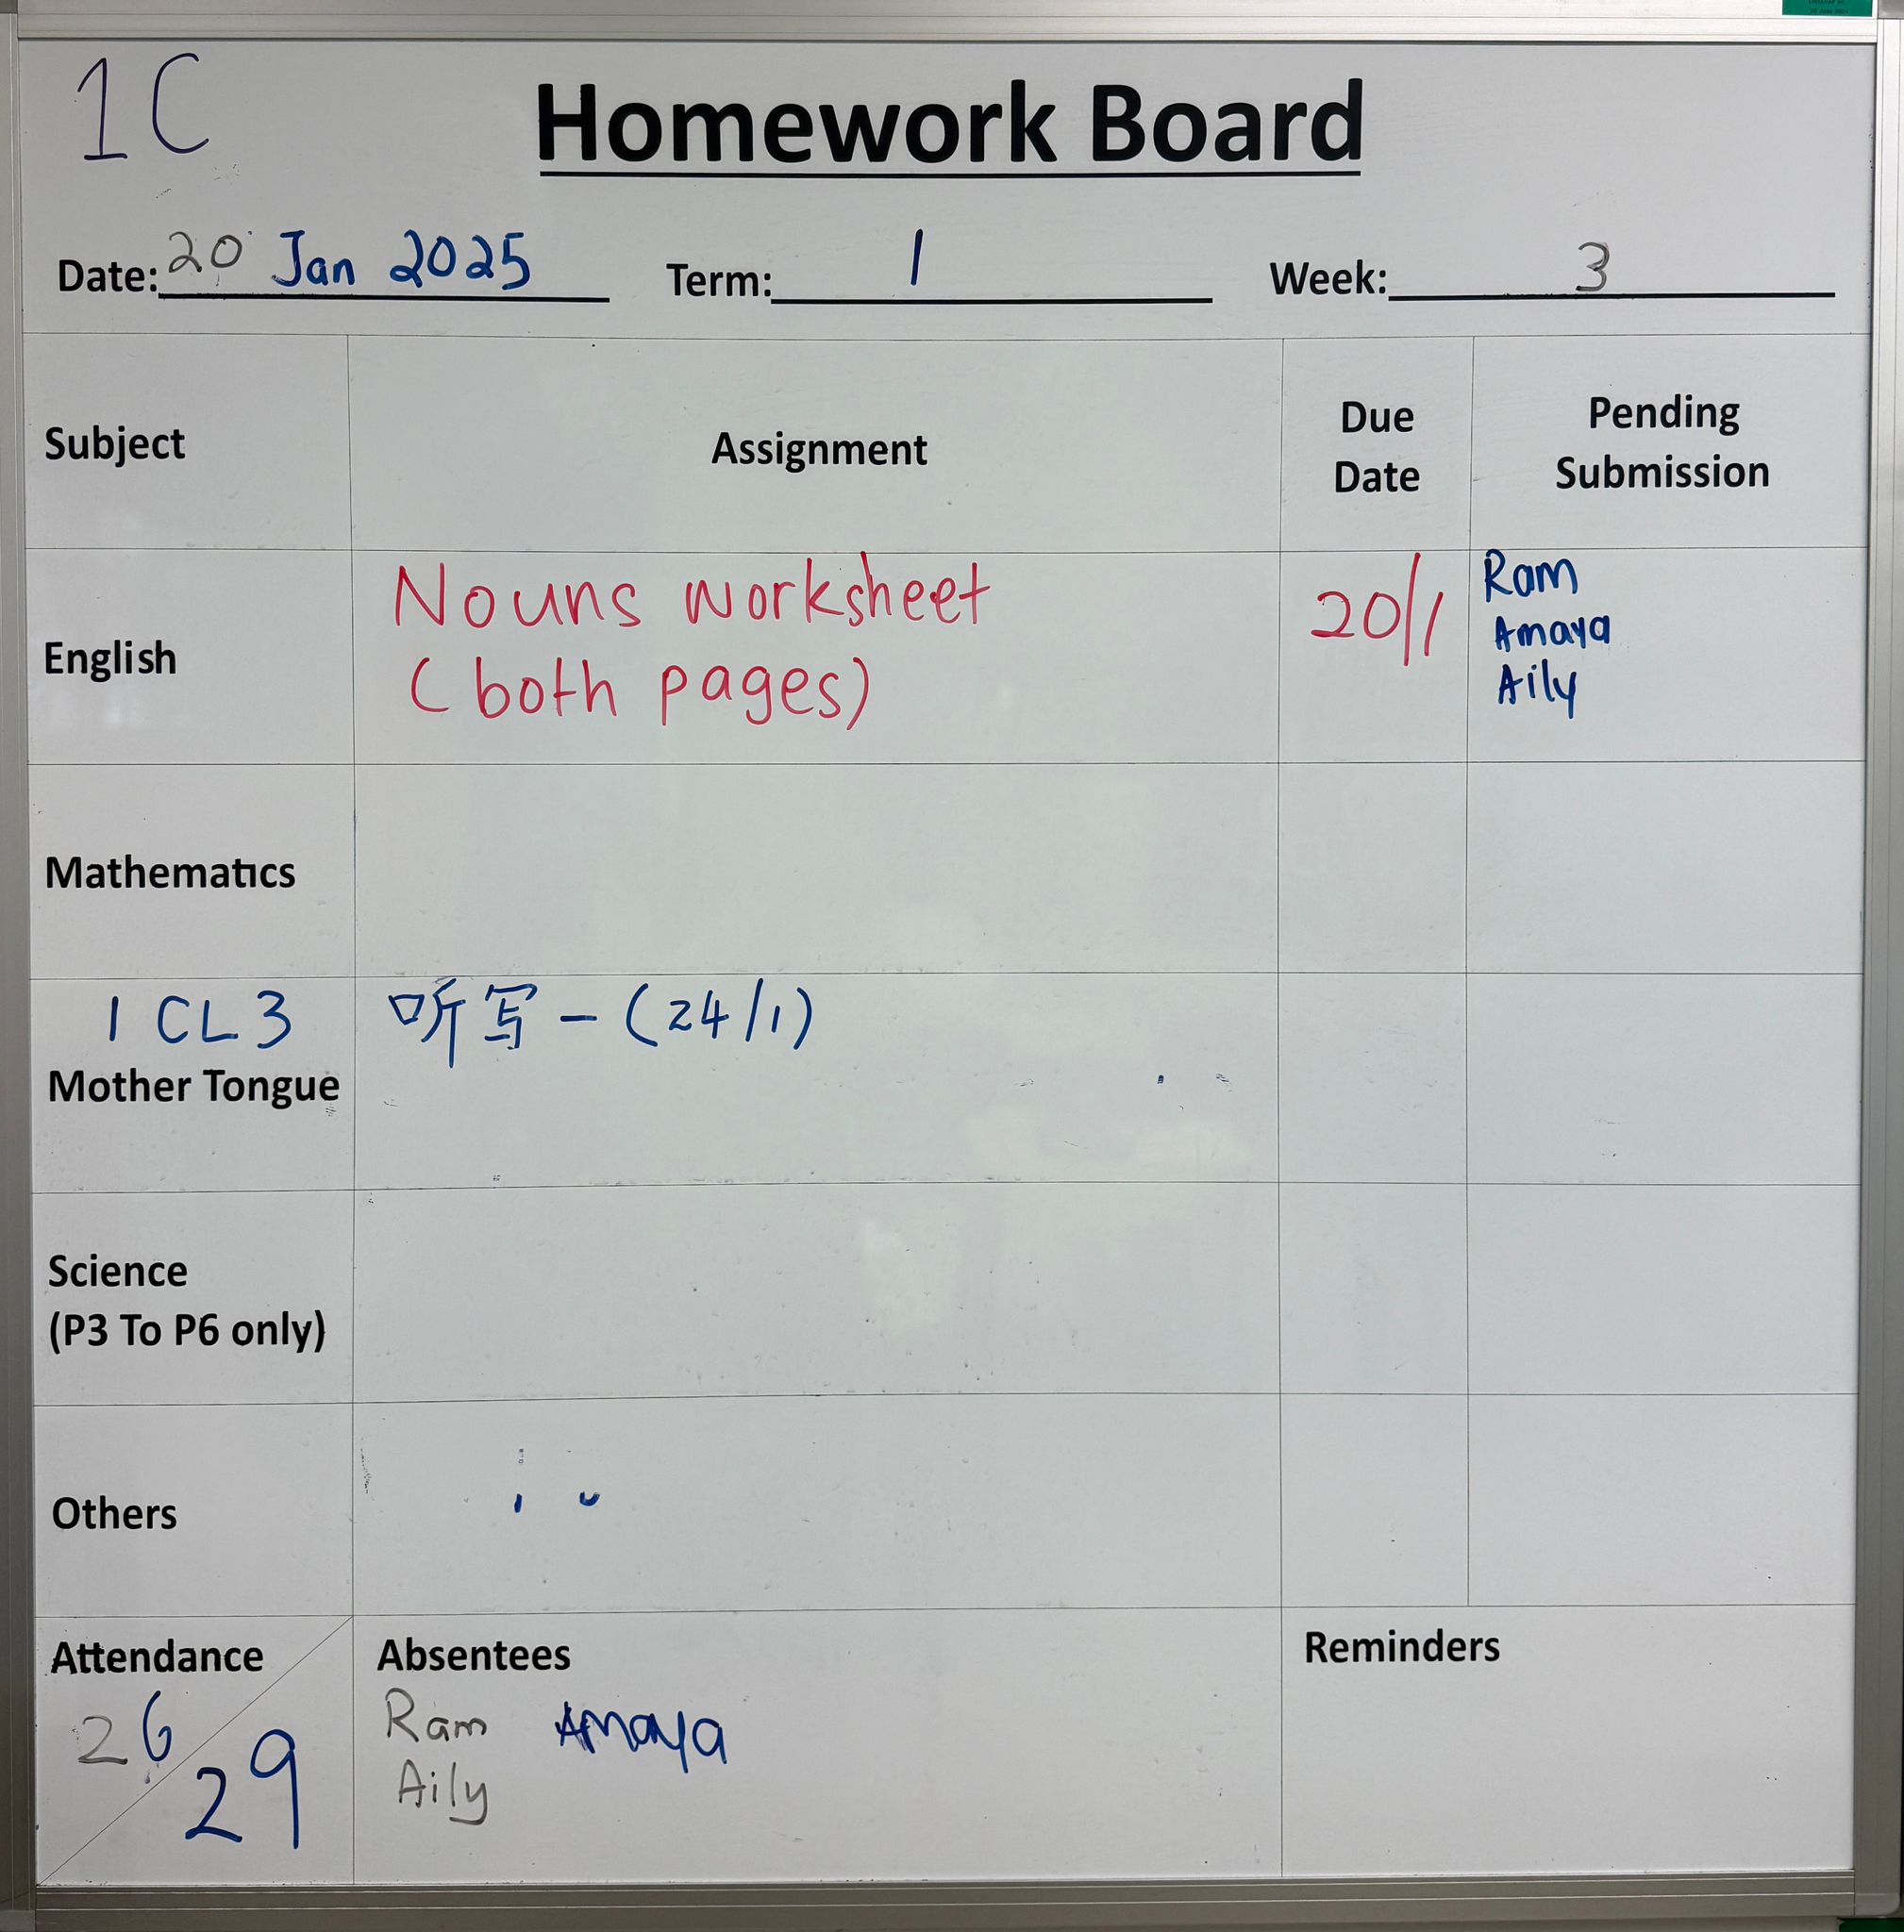 1C
Homework Board
Date: 20 Jan 2025 Term: 1 Week: 3
Subject Assignment Due Date Pending Submission
English
Nouns worksheet
(both pages)
20/1
Ram
Amaya
Aily
Mathematics
1 CL3
Mother Tongue
听写 - (24/1)
Science
(P3 To P6 only)
Others
Attendance
26
29
Absentees
Ram Amaya
Aily
Reminders